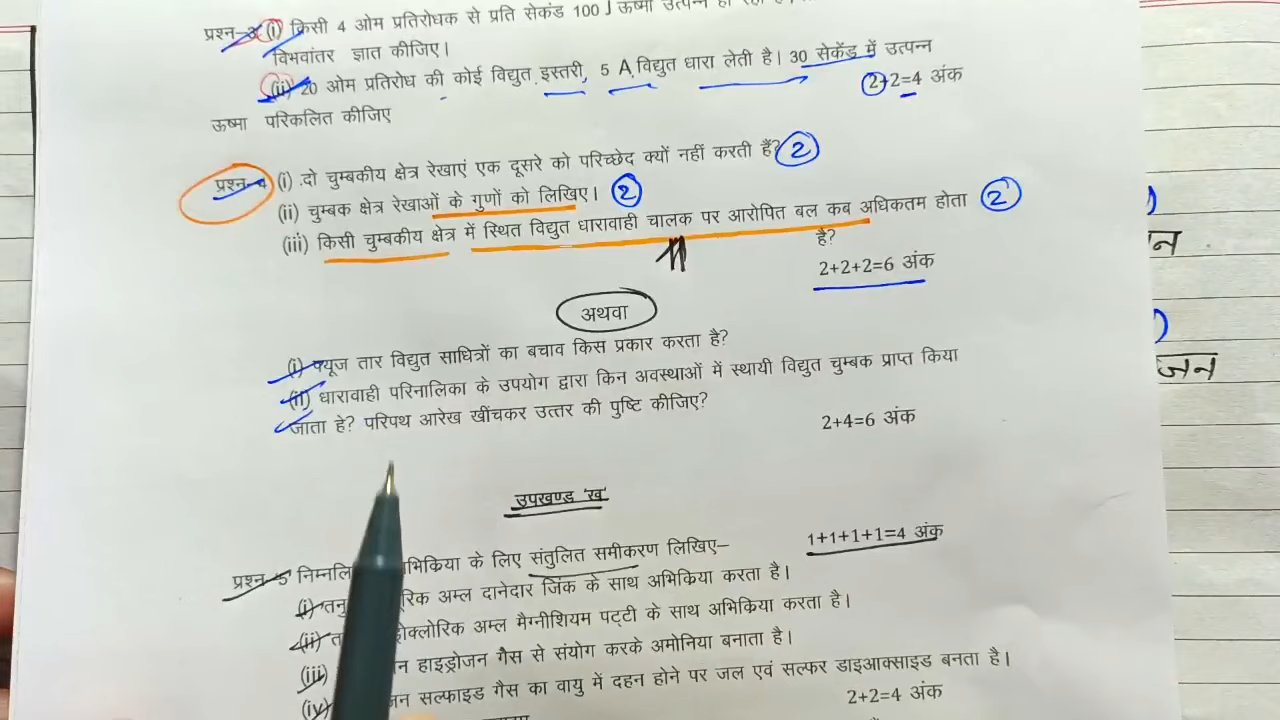 प्रश्न-3 (i) किसी 4 ओम प्रतिरोधक से प्रति सेकंड 100 J ऊष्मा उत्पन्न हो रही है।
विभवांतर ज्ञात कीजिए।
(ii) 20 ओम प्रतिरोध की कोई विद्युत इस्तरी, 5 A विद्युत धारा लेती है। 30 सेकेंड में उत्पन्न
ऊष्मा परिकलित कीजिए
2+2=4 अंक
प्रश्न-4 (i) दो चुम्बकीय क्षेत्र रेखाएं एक दूसरे को परिच्छेद क्यों नहीं करती हैं? 2
(ii) चुम्बक क्षेत्र रेखाओं के गुणों को लिखिए। 2
(iii) किसी चुम्बकीय क्षेत्र में स्थित विद्युत धारावाही चालक पर आरोपित बल कब अधिकतम होता 2
है?
2+2+2=6 अंक
अथवा
(i) फ्यूज तार विद्युत साधित्रों का बचाव किस प्रकार करता है?
(ii) धारावाही परिनालिका के उपयोग द्वारा किन अवस्थाओं में स्थायी विद्युत चुम्बक प्राप्त किया
जाता हे? परिपथ आरेख खींचकर उत्तर की पुष्टि कीजिए?
2+4=6 अंक
उपखण्ड 'ख'
प्रश्न-5 अभिक्रिया के लिए संतुलित समीकरण लिखिए–
1+1+1+1=4 अंक
(i) अम्ल दानेदार जिंक के साथ अभिक्रिया करता है।
(ii) अम्ल मैग्नीशियम पट्टी के साथ अभिक्रिया करता है।
(iii) हाइड्रोजन गैस से संयोग करके अमोनिया बनाता है।
(iv) सल्फाइड गैस का वायु में दहन होने पर जल एवं सल्फर डाइआक्साइड बनता है।
2+2=4 अंक
जन